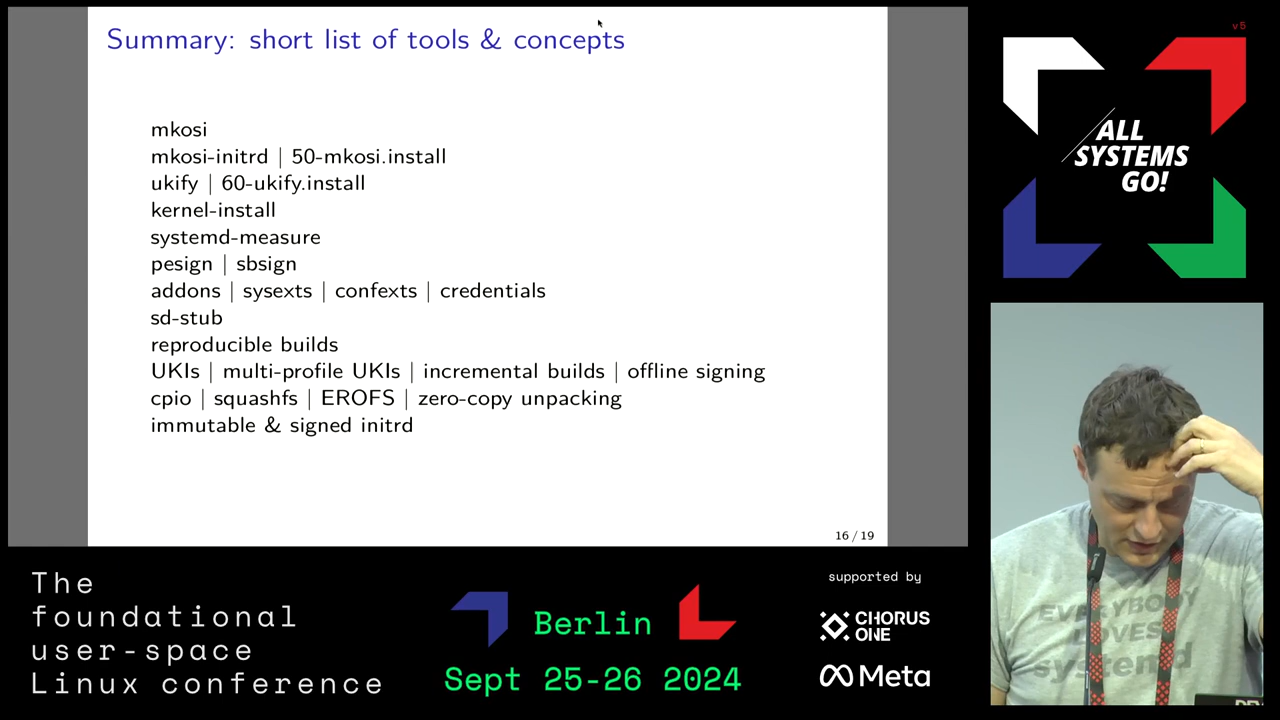 Summary: short list of tools & concepts
mkosi
mkosi-initrd | 50-mkosi.install
ukify | 60-ukify.install
kernel-install
systemd-measure
pesign | sbsign
addons | sysexts | confexts | credentials
sd-stub
reproducible builds
UKIs | multi-profile UKIs | incremental builds | offline signing
cpio | squashfs | EROFS | zero-copy unpacking
immutable & signed initrd
16 / 19
v5
ALL
SYSTEMS
GO!
EVERYBODY
LOVES
systemd
The
foundational
user-space
Linux conference
Berlin
Sept 25-26 2024
supported by
CHORUS
ONE
Meta